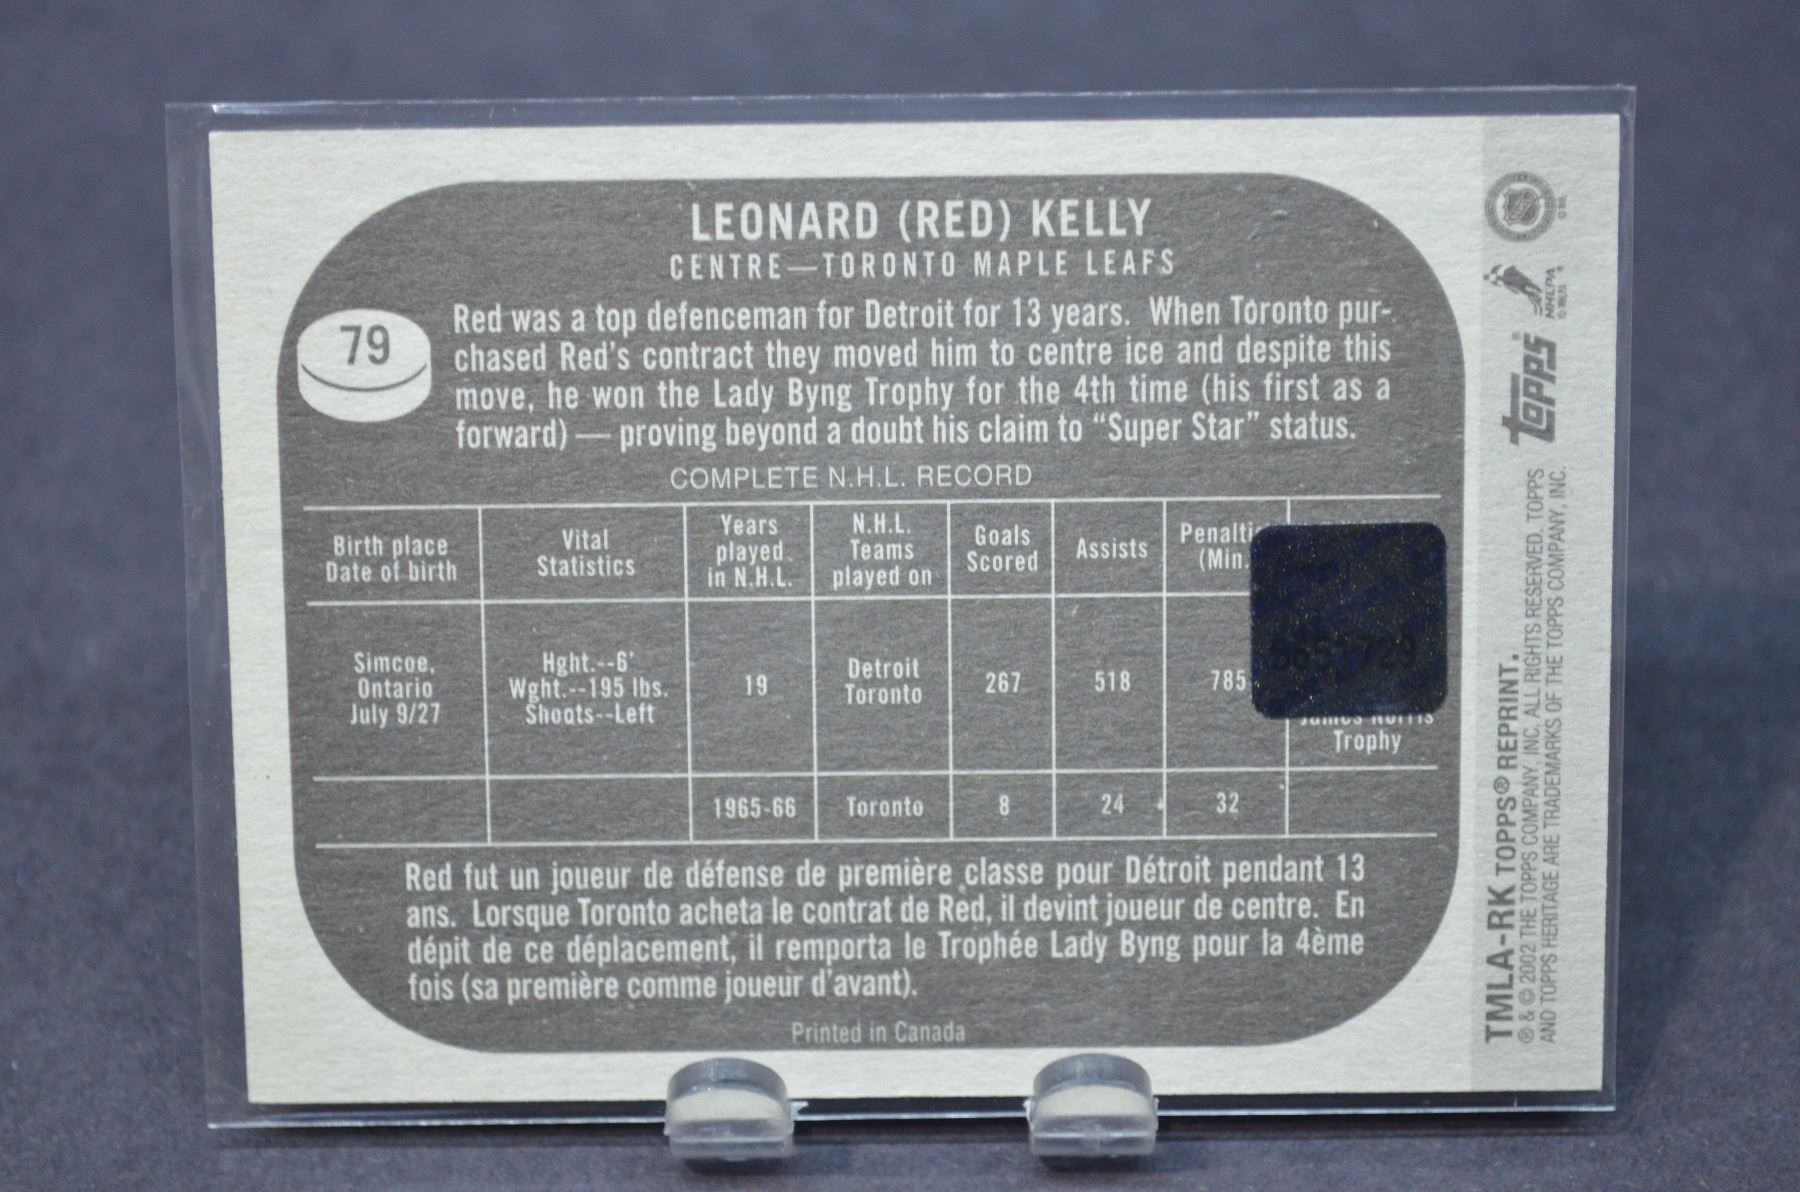 LEONARD (RED) KELLY
CENTRE—TORONTO MAPLE LEAFS
79
Red was a top defenceman for Detroit for 13 years. When Toronto pur-
chased Red's contract they moved him to centre ice and despite this
move, he won the Lady Byng Trophy for the 4th time (his first as a
forward) — proving beyond a doubt his claim to “Super Star” status.
COMPLETE N.H.L. RECORD
Birth place
Date of birth
Vital
Statistics
Years
played
in N.H.L.
N.H.L.
Teams
played on
Goals
Scored
Assists
Penalti
(Min.
Simcoe,
Ontario
July 9/27
Hght.--6'
Wght.--195 lbs.
Shoots--Left
19
Detroit
Toronto
267
518
785
James Norris
Trophy
1965-66
Toronto
8
24
32
Red fut un joueur de défense de première classe pour Détroit pendant 13
ans. Lorsque Toronto acheta le contrat de Red, il devint joueur de centre. En
dépit de ce déplacement, il remporta le Trophée Lady Byng pour la 4ème
fois (sa première comme joueur d'avant).
Printed in Canada
NHLPA
topps
TMLA-RK TOPPS® REPRINT.
® & © 2002 THE TOPPS COMPANY, INC. ALL RIGHTS RESERVED. TOPPS
AND TOPPS HERITAGE ARE TRADEMARKS OF THE TOPPS COMPANY, INC.